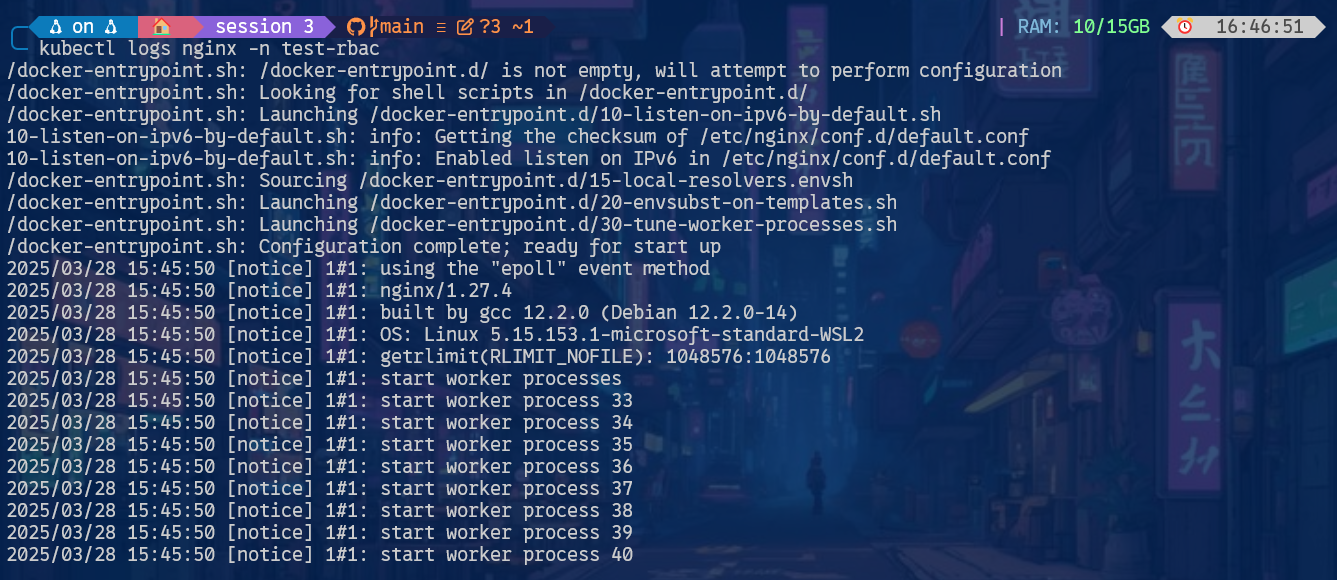 on session 3 main ≡ ?3 ~1 | RAM: 10/15GB 16:46:51
kubectl logs nginx -n test-rbac
/docker-entrypoint.sh: /docker-entrypoint.d/ is not empty, will attempt to perform configuration
/docker-entrypoint.sh: Looking for shell scripts in /docker-entrypoint.d/
/docker-entrypoint.sh: Launching /docker-entrypoint.d/10-listen-on-ipv6-by-default.sh
10-listen-on-ipv6-by-default.sh: info: Getting the checksum of /etc/nginx/conf.d/default.conf
10-listen-on-ipv6-by-default.sh: info: Enabled listen on IPv6 in /etc/nginx/conf.d/default.conf
/docker-entrypoint.sh: Sourcing /docker-entrypoint.d/15-local-resolvers.envsh
/docker-entrypoint.sh: Launching /docker-entrypoint.d/20-envsubst-on-templates.sh
/docker-entrypoint.sh: Launching /docker-entrypoint.d/30-tune-worker-processes.sh
/docker-entrypoint.sh: Configuration complete; ready for start up
2025/03/28 15:45:50 [notice] 1#1: using the "epoll" event method
2025/03/28 15:45:50 [notice] 1#1: nginx/1.27.4
2025/03/28 15:45:50 [notice] 1#1: built by gcc 12.2.0 (Debian 12.2.0-14)
2025/03/28 15:45:50 [notice] 1#1: OS: Linux 5.15.153.1-microsoft-standard-WSL2
2025/03/28 15:45:50 [notice] 1#1: getrlimit(RLIMIT_NOFILE): 1048576:1048576
2025/03/28 15:45:50 [notice] 1#1: start worker processes
2025/03/28 15:45:50 [notice] 1#1: start worker process 33
2025/03/28 15:45:50 [notice] 1#1: start worker process 34
2025/03/28 15:45:50 [notice] 1#1: start worker process 35
2025/03/28 15:45:50 [notice] 1#1: start worker process 36
2025/03/28 15:45:50 [notice] 1#1: start worker process 37
2025/03/28 15:45:50 [notice] 1#1: start worker process 38
2025/03/28 15:45:50 [notice] 1#1: start worker process 39
2025/03/28 15:45:50 [notice] 1#1: start worker process 40